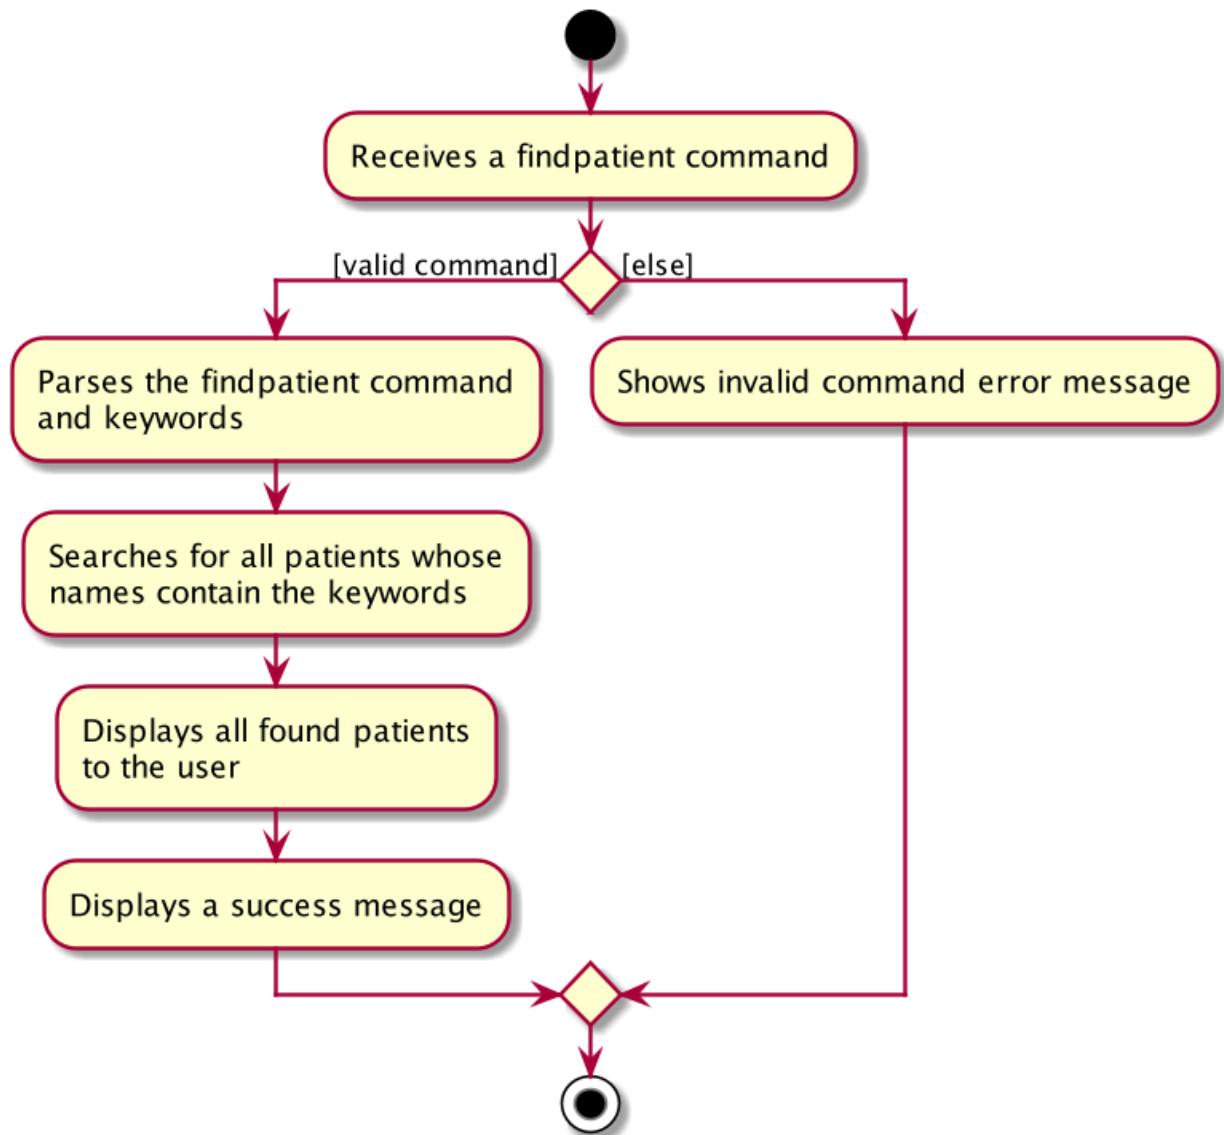 Receives a findpatient command
[valid command]
[else]
Parses the findpatient command
and keywords
Shows invalid command error message
Searches for all patients whose
names contain the keywords
Displays all found patients
to the user
Displays a success message